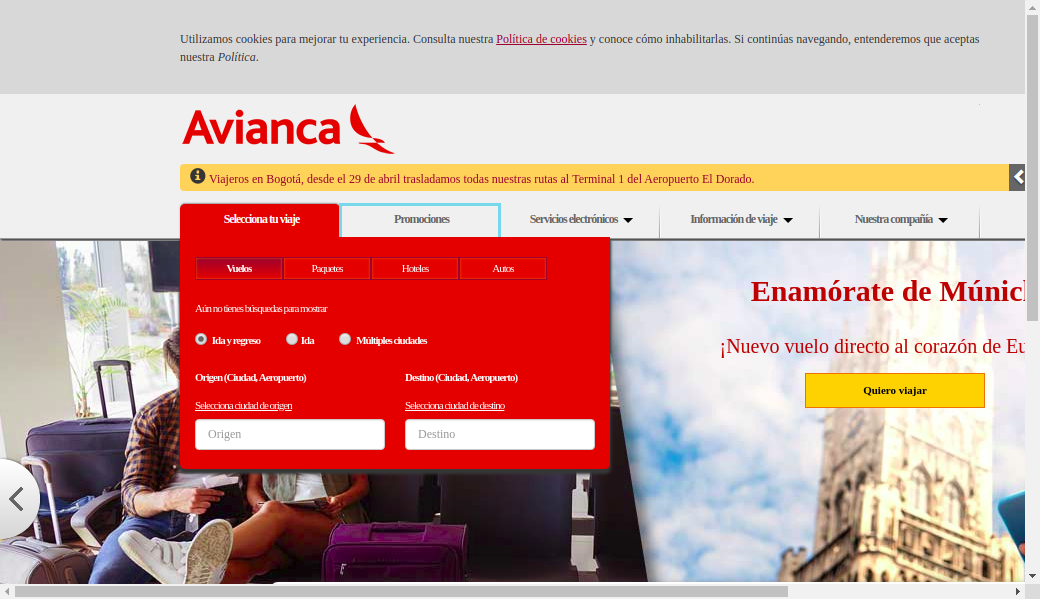 Utilizamos cookies para mejorar tu experiencia. Consulta nuestra Política de cookies y conoce cómo inhabilitarlas. Si continúas navegando, entenderemos que aceptas
nuestra Política.
Avianca
Viajeros en Bogotá, desde el 29 de abril trasladamos todas nuestras rutas al Terminal 1 del Aeropuerto El Dorado.
Selecciona tu viaje
Promociones
Servicios electrónicos
Información de viaje
Nuestra compañía
Vuelos
Paquetes
Hoteles
Autos
Aún no tienes búsquedas para mostrar
Ida y regreso
Ida
Múltiples ciudades
Origen (Ciudad, Aeropuerto)
Destino (Ciudad, Aeropuerto)
Selecciona ciudad de origen
Selecciona ciudad de destino
Origen
Destino
Enamórate de Múnic
¡Nuevo vuelo directo al corazón de Eu
Quiero viajar